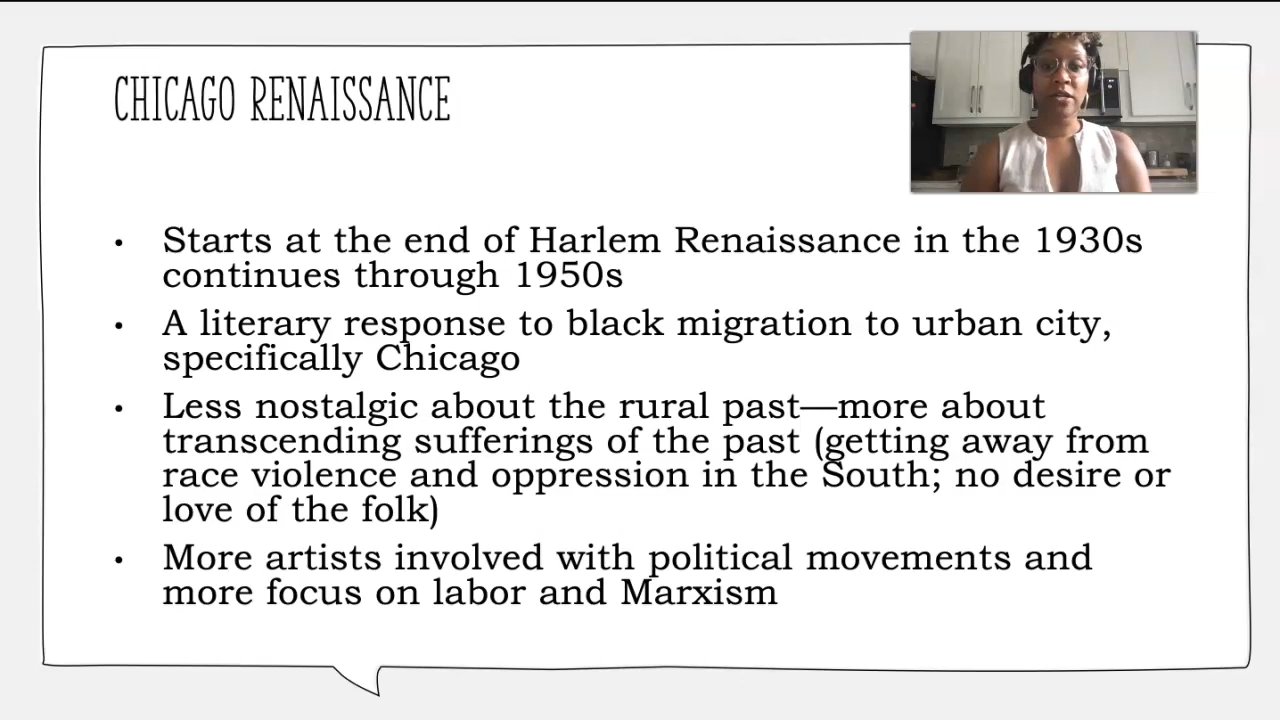 CHICAGO RENAISSANCE
• Starts at the end of Harlem Renaissance in the 1930s
continues through 1950s
• A literary response to black migration to urban city,
specifically Chicago
• Less nostalgic about the rural past—more about
transcending sufferings of the past (getting away from
race violence and oppression in the South; no desire or
love of the folk)
• More artists involved with political movements and
more focus on labor and Marxism